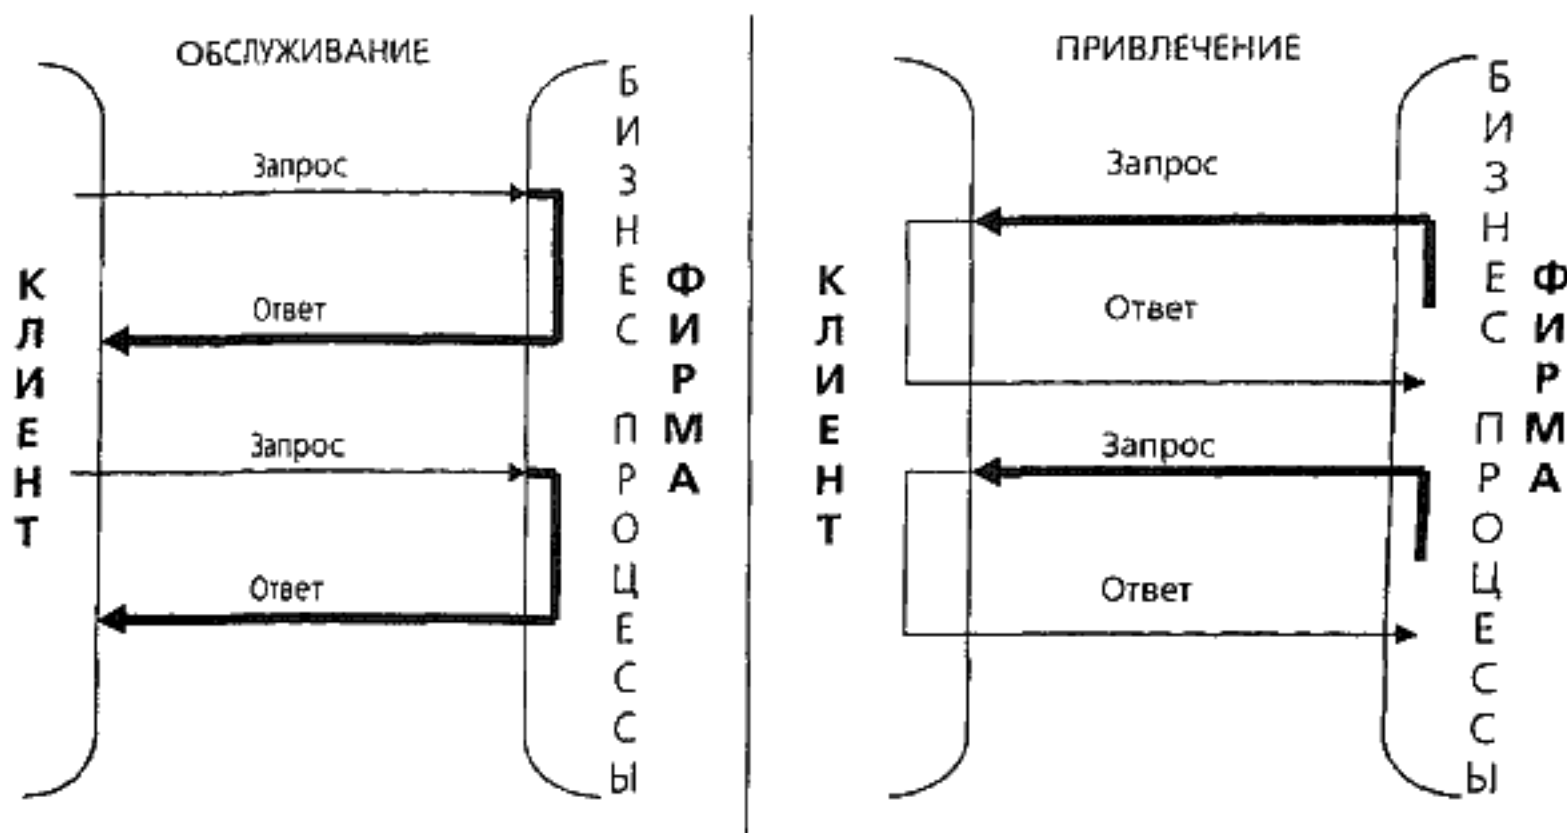 ОБСЛУЖИВАНИЕ
Запрос
Ответ
Запрос
Ответ
КЛИЕНТ
БИЗНЕС ПРОЦЕССЫ
ФИРМА
ПРИВЛЕЧЕНИЕ
Запрос
Ответ
Запрос
Ответ
КЛИЕНТ
БИЗНЕС ПРОЦЕССЫ
ФИРМА